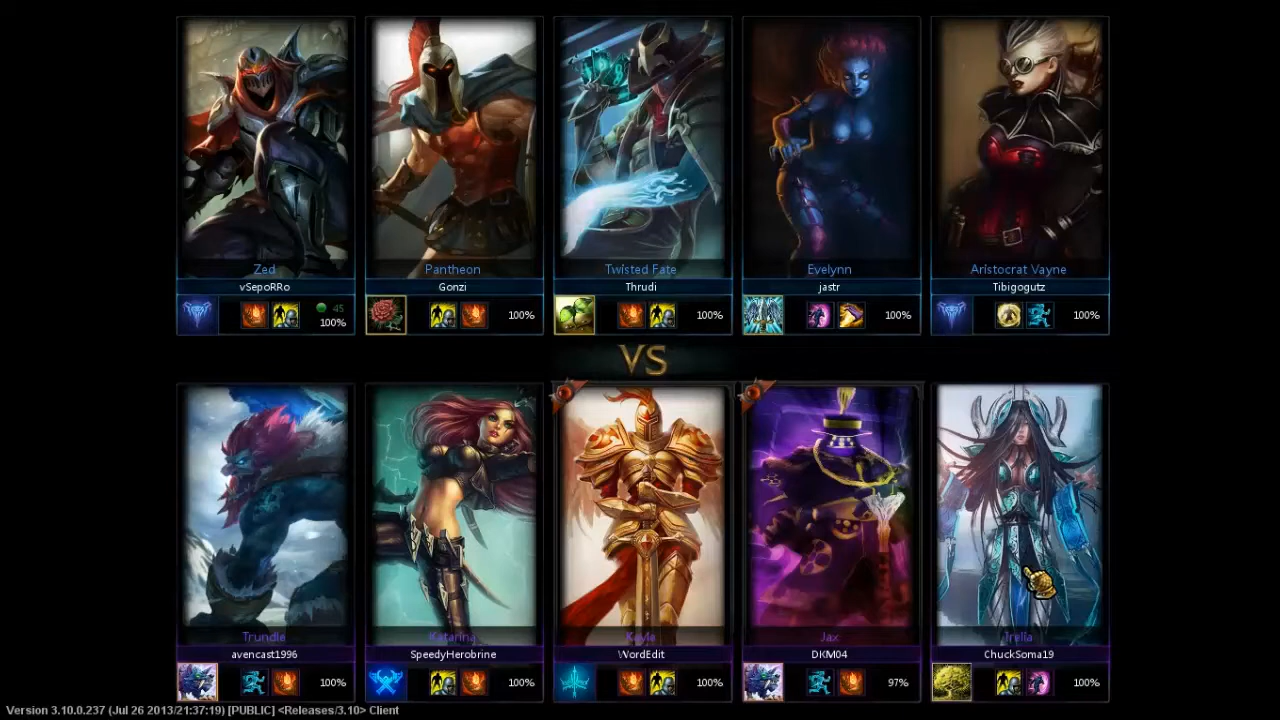 Zed
vSepoRRo
45
100%
Pantheon
Gonzi
100%
Twisted Fate
Thrudi
100%
Evelynn
jastr
100%
Aristocrat Vayne
Tibigogutz
100%
VS
Trundle
avencast1996
100%
Katarina
SpeedyHerobrine
100%
Kayle
WordEdit
100%
Jax
DKM04
97%
Irelia
ChuckSoma19
100%
Version 3.10.0.237 (Jul 26 2013/21:37:19) [PUBLIC] <Releases/3.10> Client